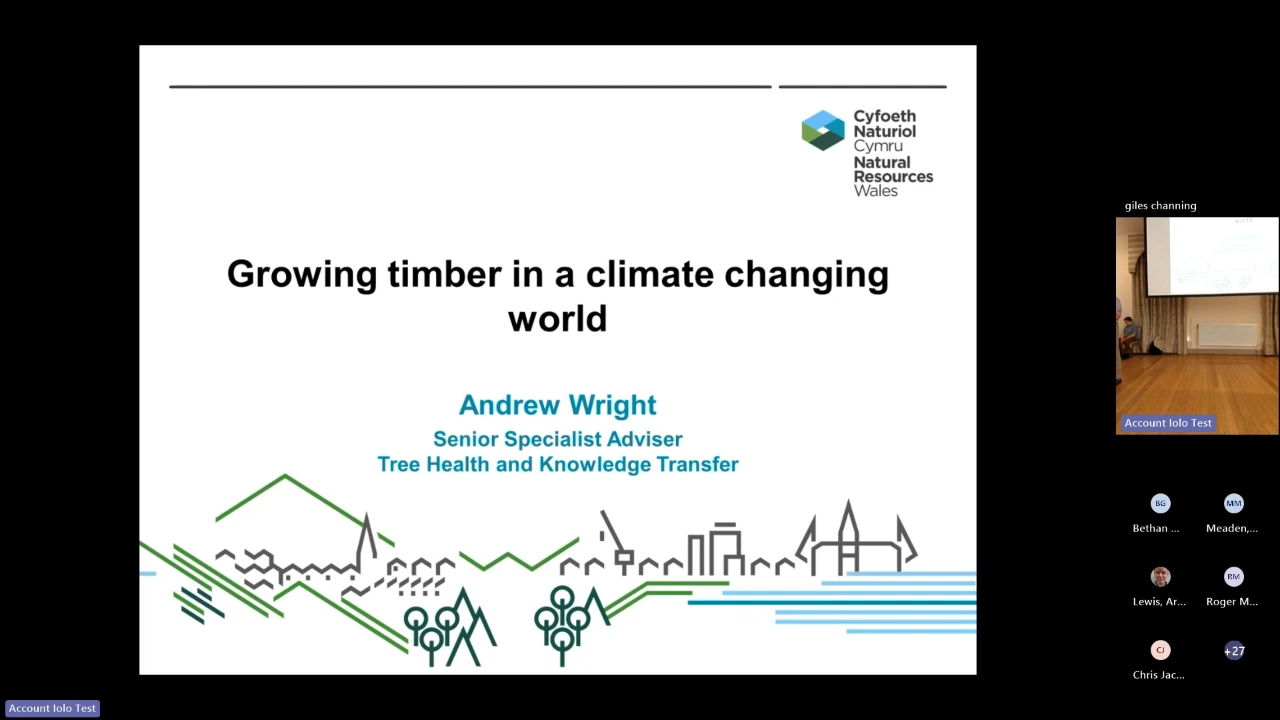 Cyfoeth
Naturiol
Cymru
Natural
Resources
Wales
Growing timber in a climate changing
world
Andrew Wright
Senior Specialist Adviser
Tree Health and Knowledge Transfer
giles channing
Account Iolo Test
BG
MM
Bethan ...
Meaden,...
RM
Lewis, Ar...
Roger M...
CJ
+27
Chris Jac...
Account Iolo Test